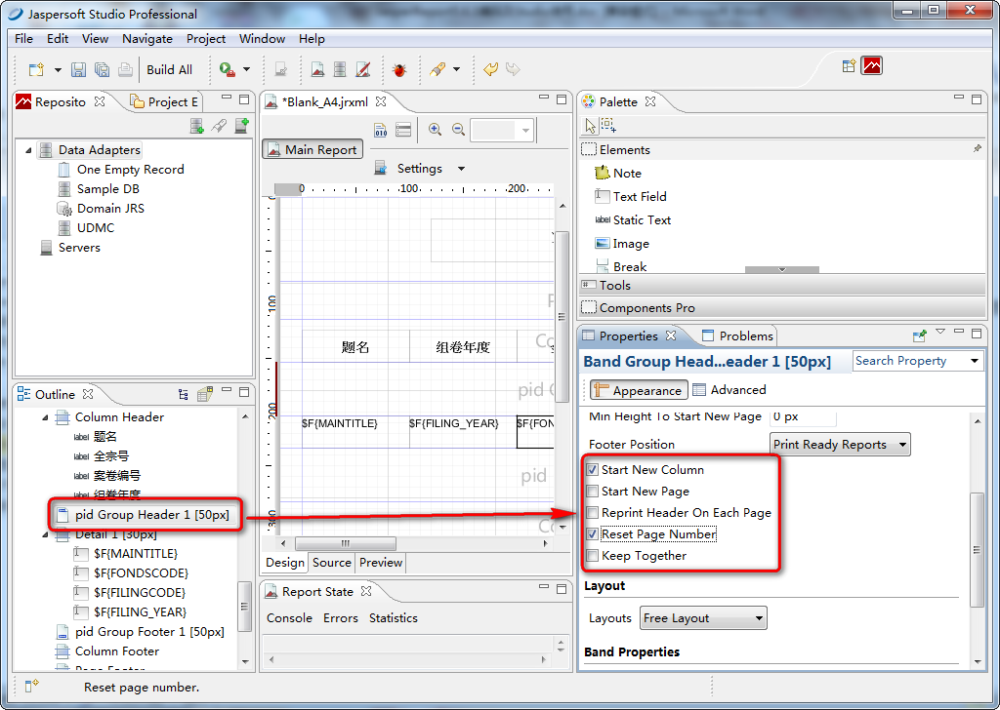 Jaspersoft Studio Professional
File Edit View Navigate Project Window Help
Build All
Reposito
Project E
Data Adapters
One Empty Record
Sample DB
Domain JRS
UDMC
Servers
*Blank_A4.jrxml
Main Report
Settings
0 100 200
题名 组卷年度 Co
pid G
100
200
300
$F{MAINTITLE} $F{FILING_YEAR} $F{FON
pid
Co
Design Source Preview
Palette
Elements
Note
Text Field
label Static Text
Image
Break
Tools
Components Pro
Outline
Column Header
label 题名
label 全宗号
label 案卷编号
label 组卷年度
pid Group Header 1 [50px]
Detail 1 [30px]
$F{MAINTITLE}
$F{FONDSCODE}
$F{FILINGCODE}
$F{FILING_YEAR}
pid Group Footer 1 [50px]
Column Footer
Page Footer
Report State
Console Errors Statistics
Properties
Problems
Band Group Head...eader 1 [50px]
Search Property
Appearance
Advanced
Min Height To Start New Page 0 px
Footer Position Print Ready Reports
Start New Column
Start New Page
Reprint Header On Each Page
Reset Page Number
Keep Together
Layout
Layouts Free Layout
Band Properties
Reset page number.